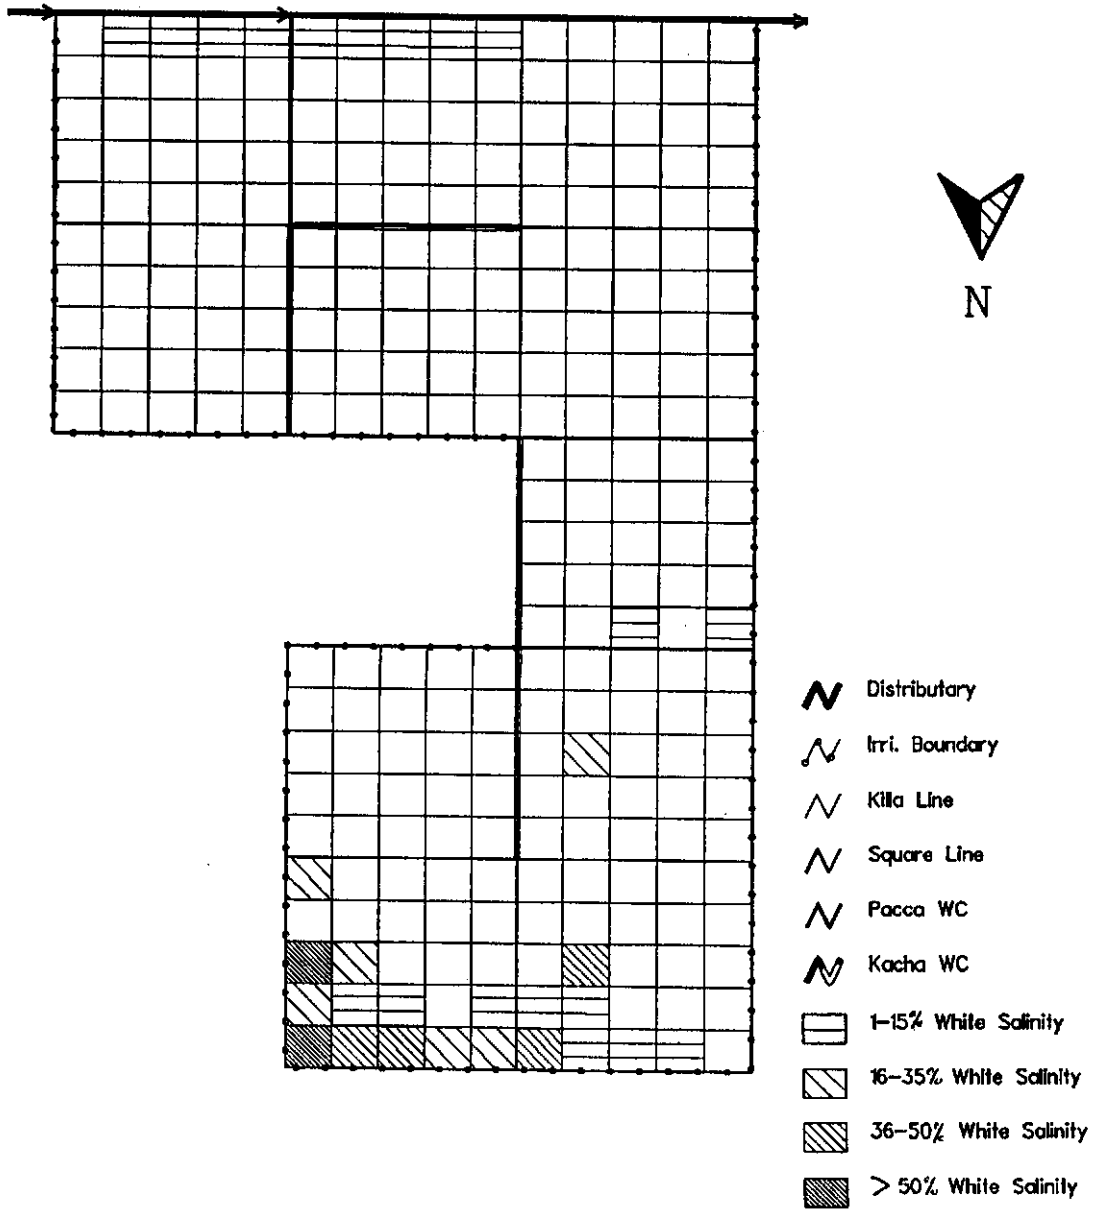 N
Distributary
Irri. Boundary
Killa Line
Square Line
Pacca WC
Kacha WC
1-15% White Salinity
16-35% White Salinity
36-50% White Salinity
> 50% White Salinity